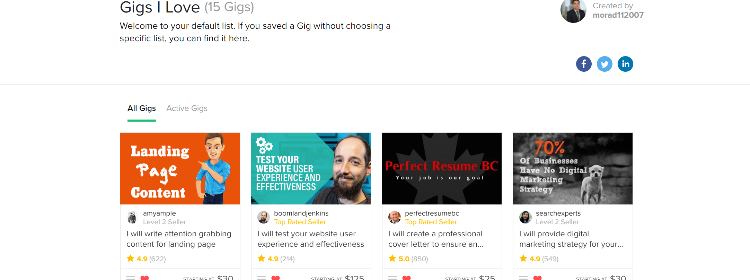 Gigs I Love (15 Gigs)
Created by
morad112007
Welcome to your default list. If you saved a Gig without choosing a
specific list, you can find it here.
All Gigs Active Gigs
Landing
Page
Content
TEST YOUR
WEBSITE USER
EXPERIENCE AND
EFFECTIVENESS
Perfect Resume BC
Your job is our goal
70%
Of Businesses
Have No Digital
Marketing
Strategy
amyample
Level 2 Seller
I will write attention grabbing
content for landing page
4.9 (622)
STARTING AT $30
boomlandjenkins
Top Rated Seller
I will test your website user
experience and effectiveness
4.9 (214)
STARTING AT $125
perfectresumebc
Top Rated Seller
I will create a professional
cover letter to ensure an...
5.0 (850)
STARTING AT $25
searchexperts
Level 2 Seller
I will provide digital
marketing strategy for your...
4.9 (549)
STARTING AT $30